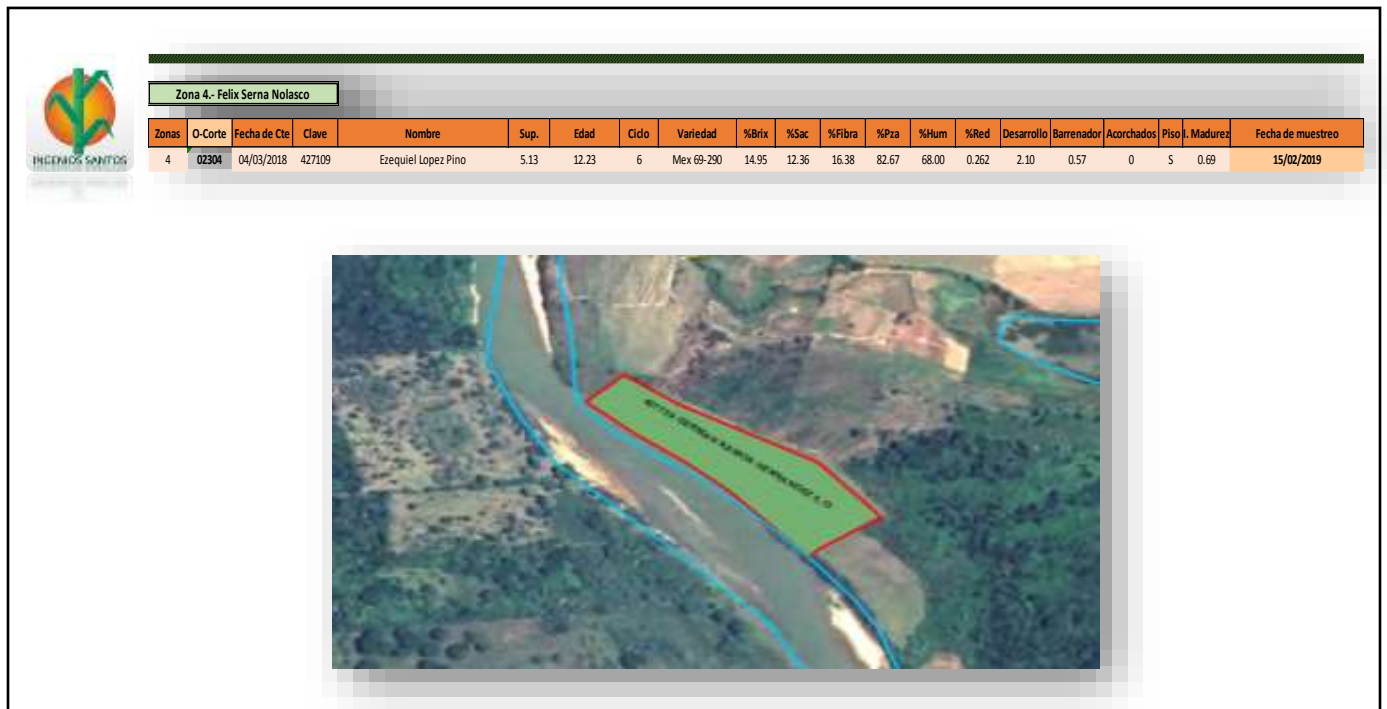 INGENIOS SANTOS
Zona 4.- Felix Serna Nolasco
Zonas O-Corte Fecha de Cte Clave Nombre Sup. Edad Ciclo Variedad %Brix %Sac %Fibra %Pza %Hum %Red Desarrollo Barrenador Acorchados Piso I. Madurez Fecha de muestreo
4 02304 04/03/2018 427109 Ezequiel Lopez Pino 5.13 12.23 6 Mex 69-290 14.95 12.36 16.38 82.67 68.00 0.262 2.10 0.57 0 S 0.69 15/02/2019
GERMAN HERNANDEZ